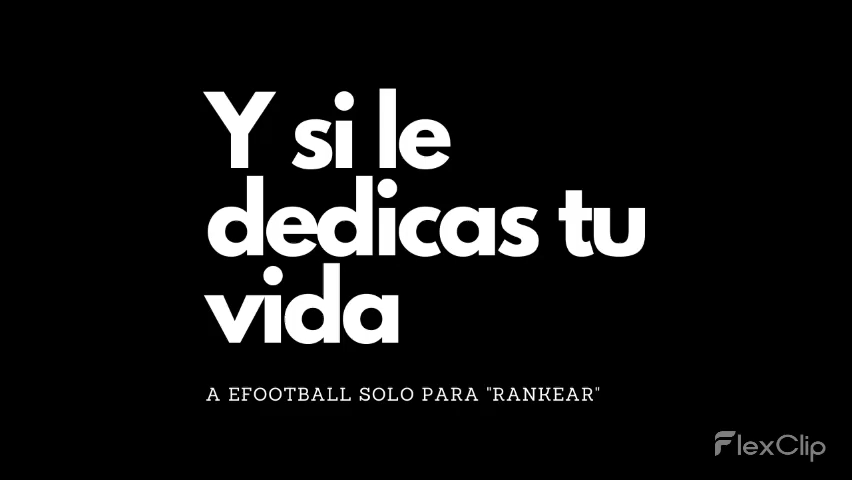 Y si le
dedicas tu
vida
A EFOOTBALL SOLO PARA "RANKEAR"
FlexClip